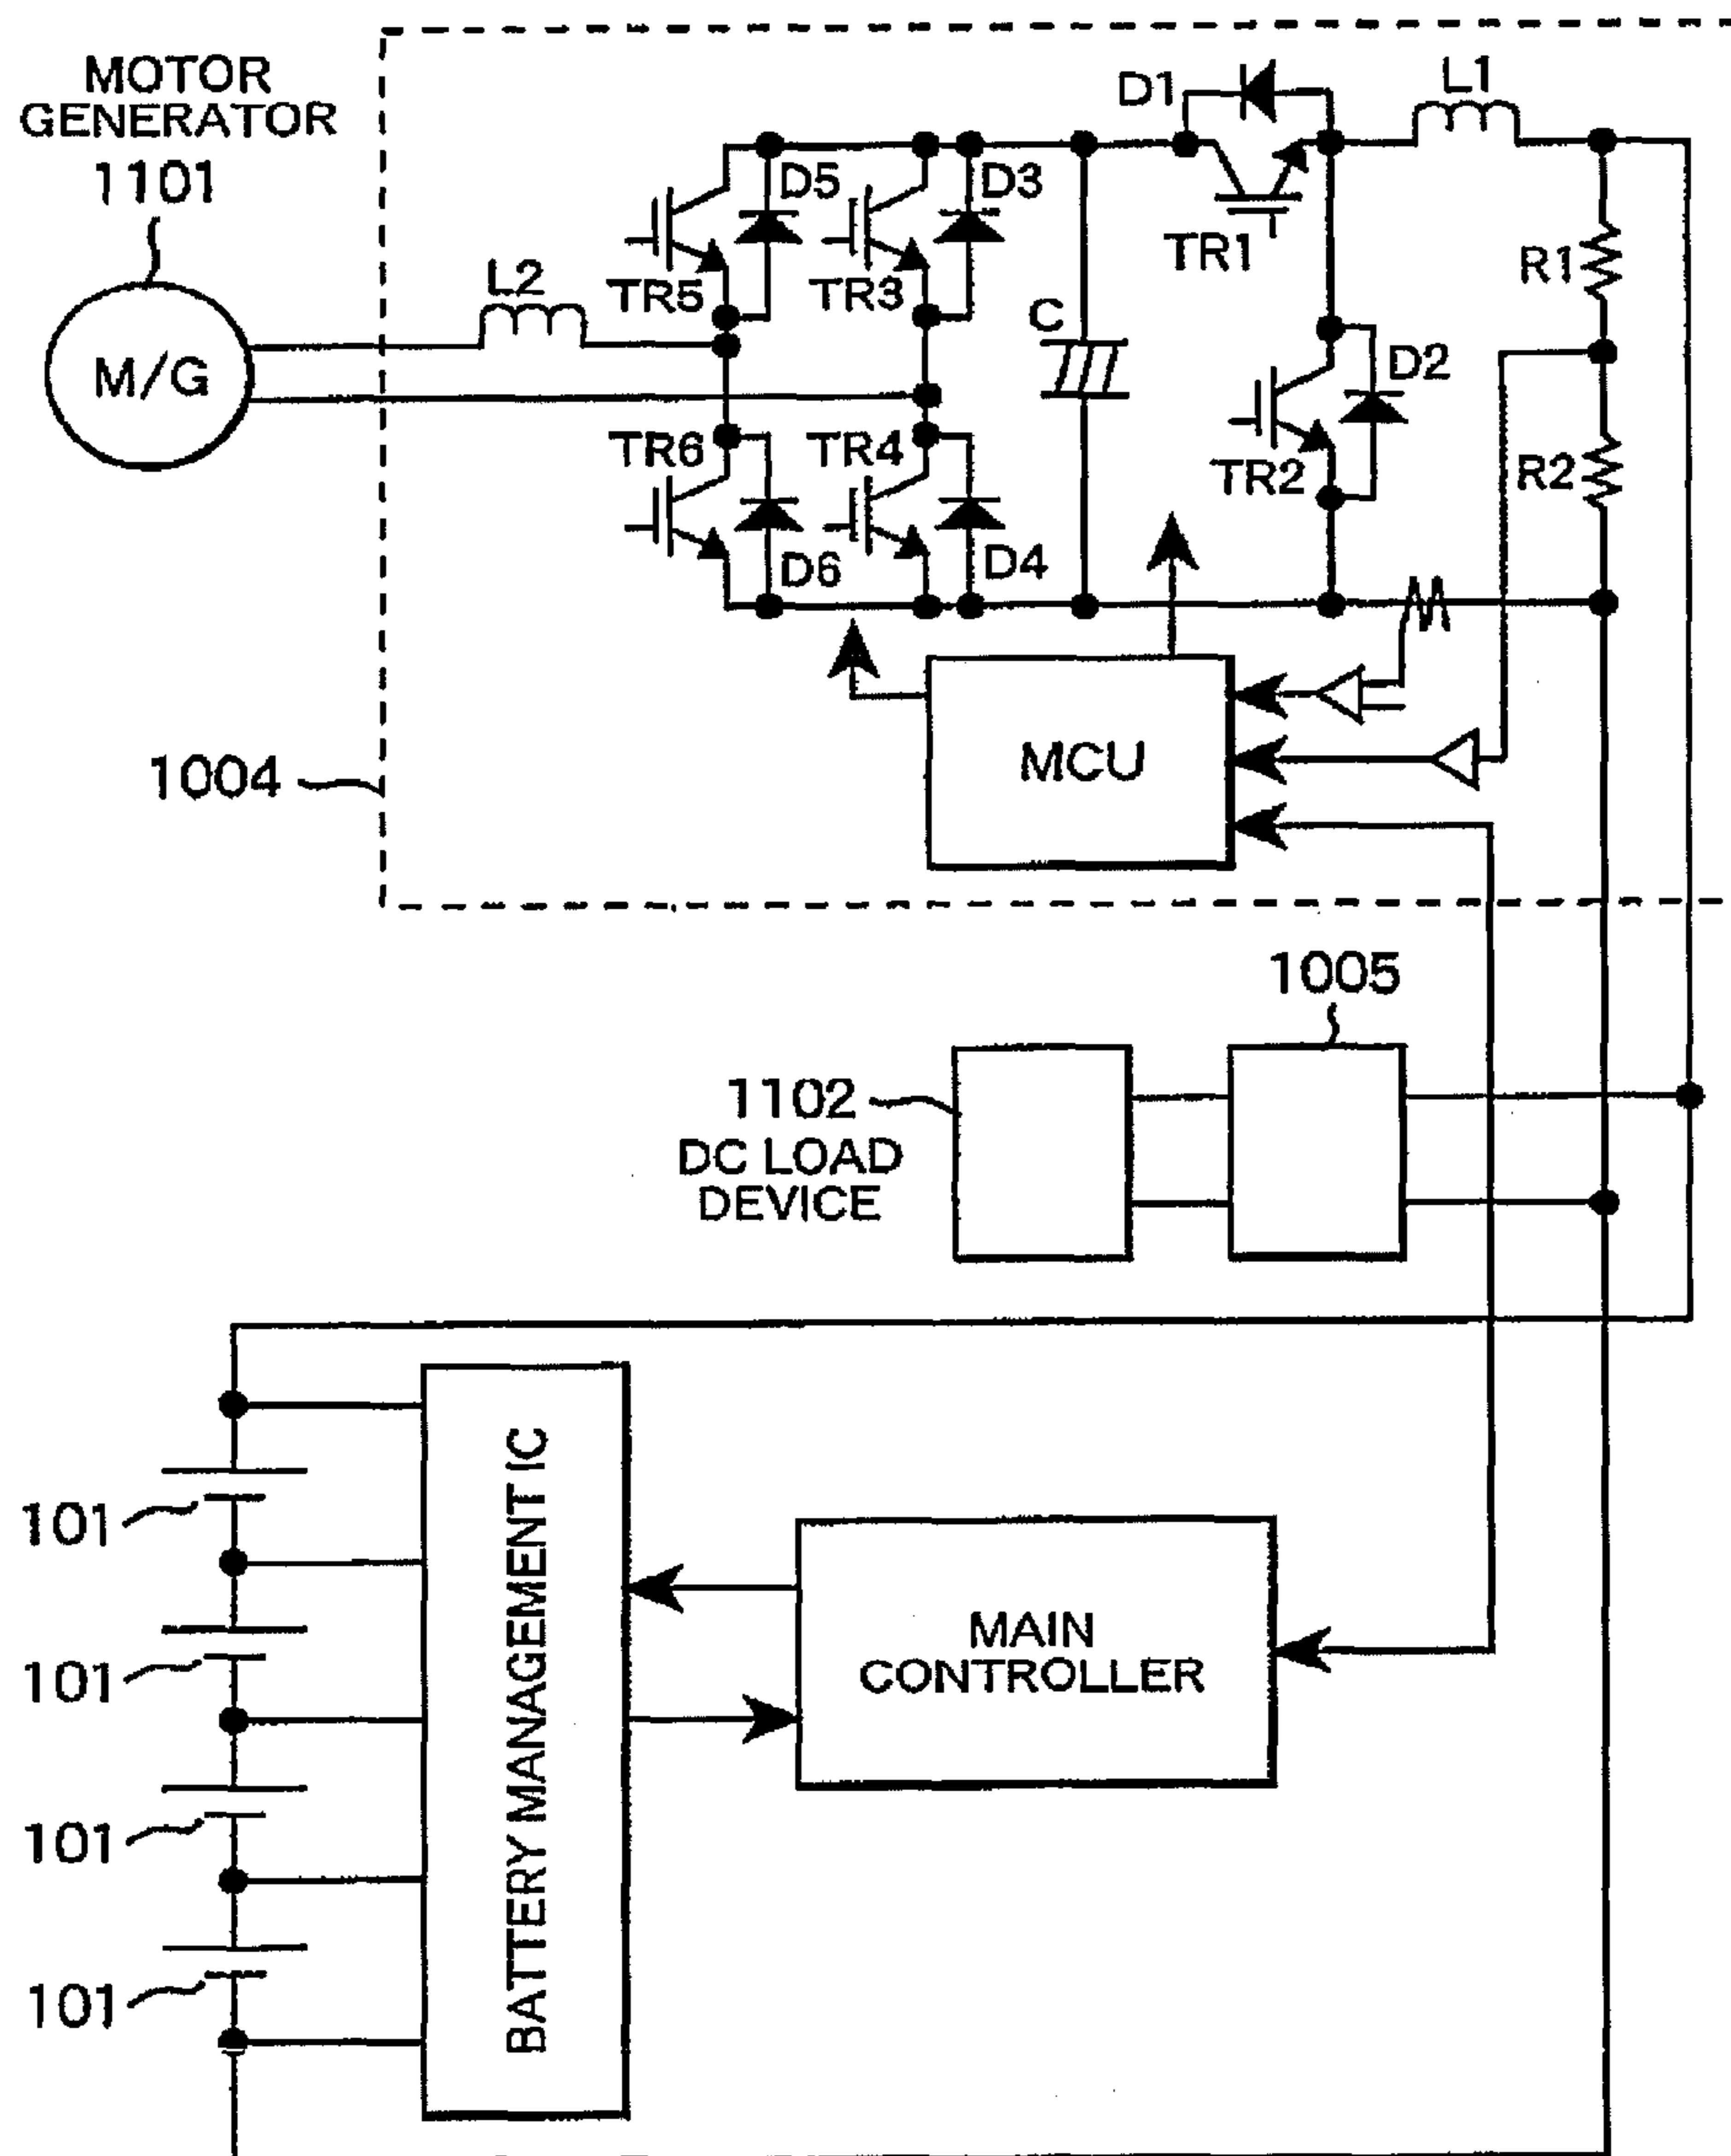 MOTOR
GENERATOR
1101
M/G
L2
D1
L1
D5
D3
TR5
TR3
TR1
R1
C
D2
TR6
TR4
TR2
R2
D6
D4
MCU
1004
1005
1102
DC LOAD
DEVICE
101
101
101
101
BATTERY MANAGEMENT IC
MAIN
CONTROLLER